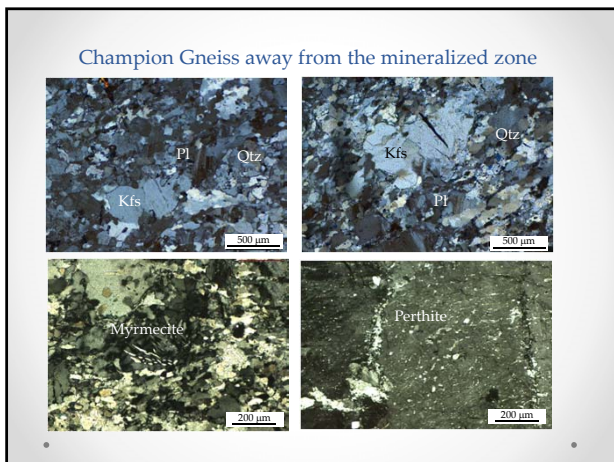 Champion Gneiss away from the mineralized zone
Pl
Qtz
Kfs
500 µm
Qtz
Kfs
Pl
500 µm
Myrmecite
200 µm
Perthite
200 µm